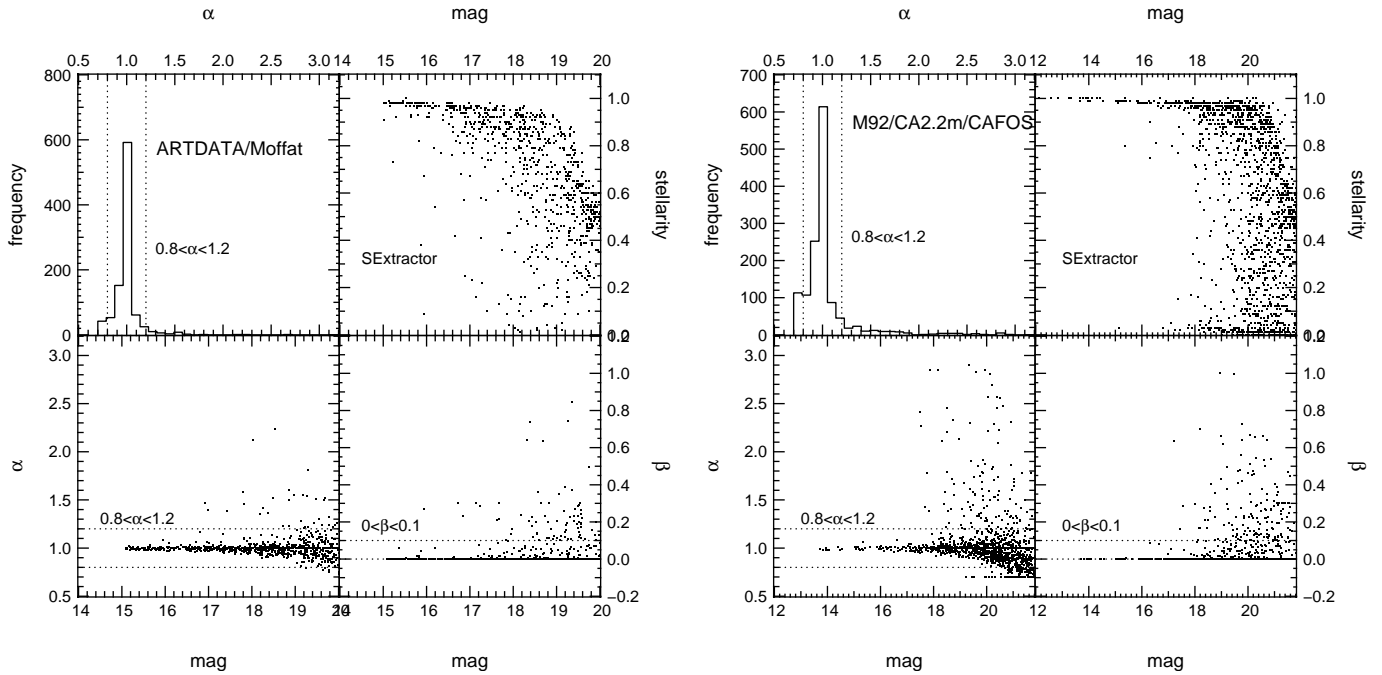 α mag
0.5 1.0 1.5 2.0 2.5 3.0 14 15 16 17 18 19 20
800
700
600
400
200
0
frequency
ARTDATA/Moffat
0.8<α<1.2
1.0
0.8
0.6
0.4
0.2
stellarity
SExtractor
3.0
2.5
2.0
1.5
1.0
0.5
α
0.8<α<1.2
1.2
1.0
0.8
0.6
0.4
0.2
0.0
−0.2
β
0<β<0.1
14 15 16 17 18 19 20 15 16 17 18 19 20
mag mag
α mag
0.5 1.0 1.5 2.0 2.5 3.0 12 14 16 18 20
700
600
500
400
300
200
100
0
frequency
M92/CA2.2m/CAFOS
0.8<α<1.2
1.0
0.8
0.6
0.4
0.2
stellarity
SExtractor
3.0
2.5
2.0
1.5
1.0
0.5
α
0.8<α<1.2
1.2
1.0
0.8
0.6
0.4
0.2
0.0
−0.2
β
0<β<0.1
12 14 16 18 20 12 14 16 18 20
mag mag